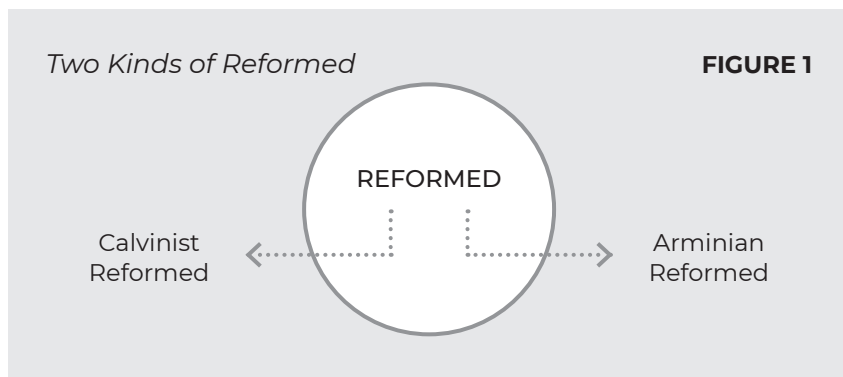 Two Kinds of Reformed
FIGURE 1
REFORMED
Calvinist
Reformed
Arminian
Reformed